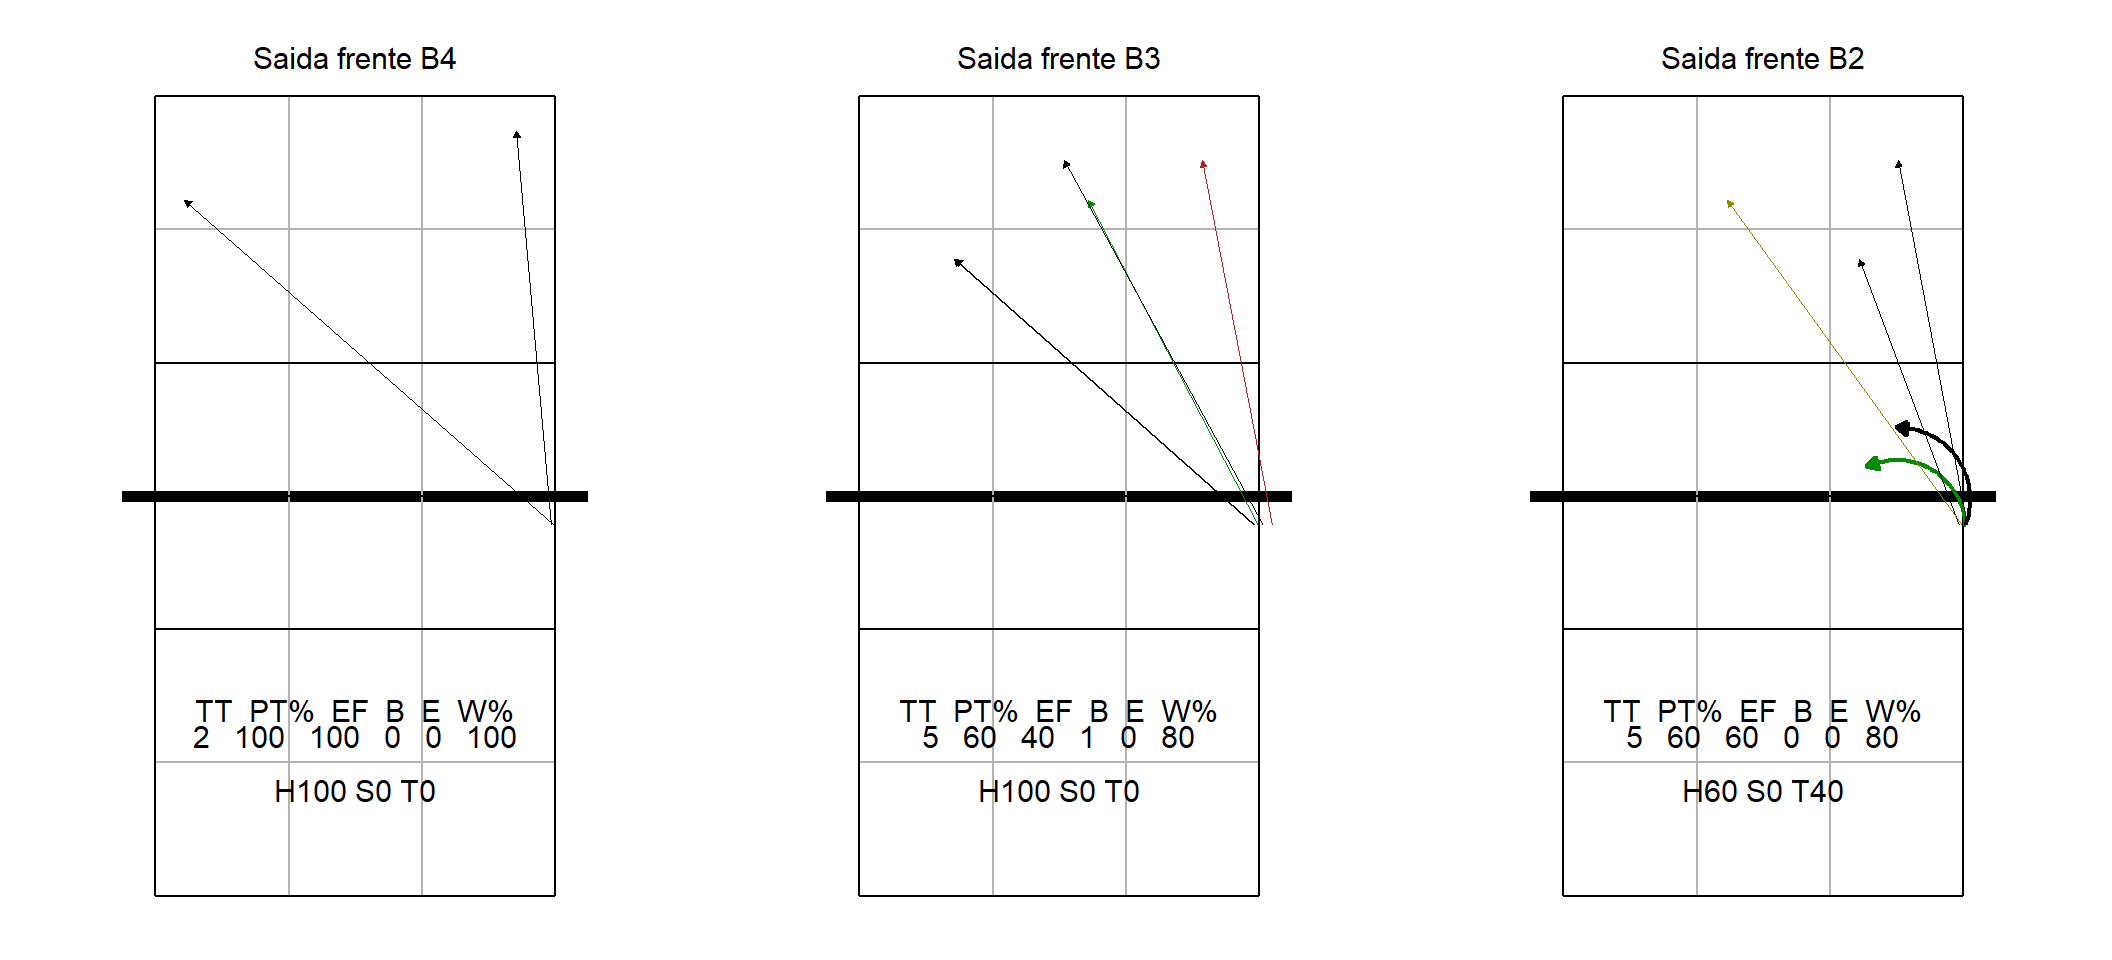 Saida frente B4
TT PT% EF B E W%
2 100 100 0 0 100
H100 S0 T0
Saida frente B3
TT PT% EF B E W%
5 60 40 1 0 80
H100 S0 T0
Saida frente B2
TT PT% EF B E W%
5 60 60 0 0 80
H60 S0 T40